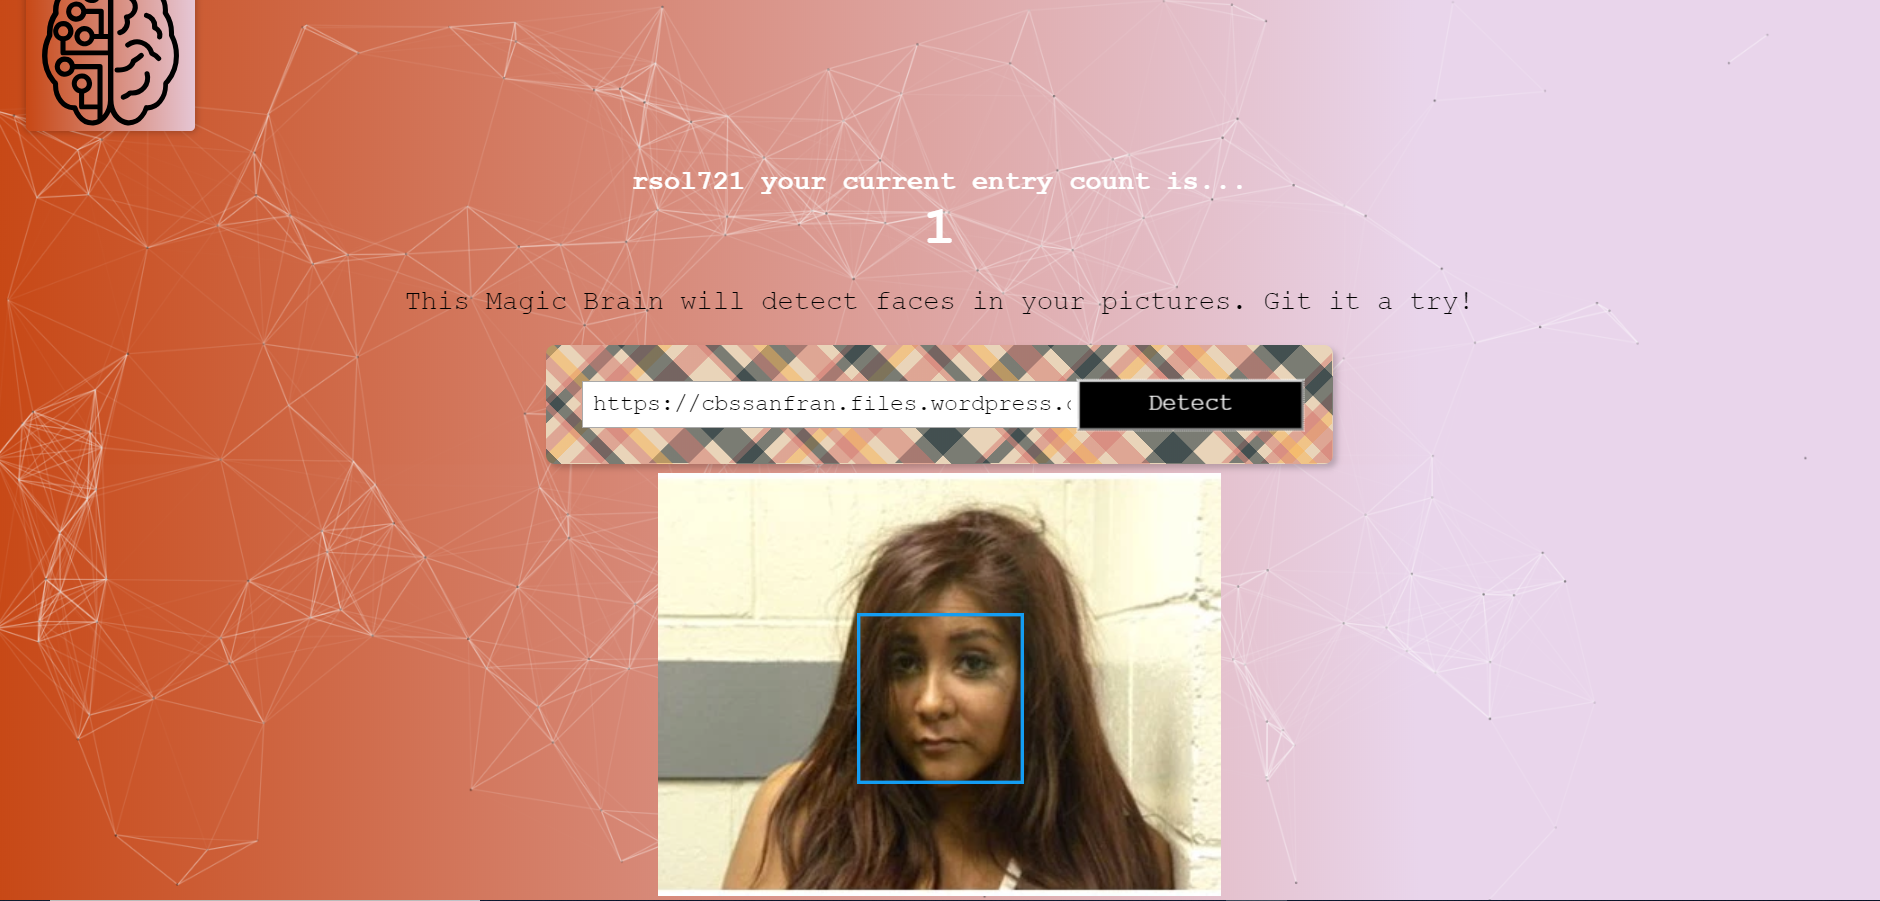 rsol721 your current entry count is...
1
This Magic Brain will detect faces in your pictures. Git it a try!
https://cbssanfran.files.wordpress.c
Detect